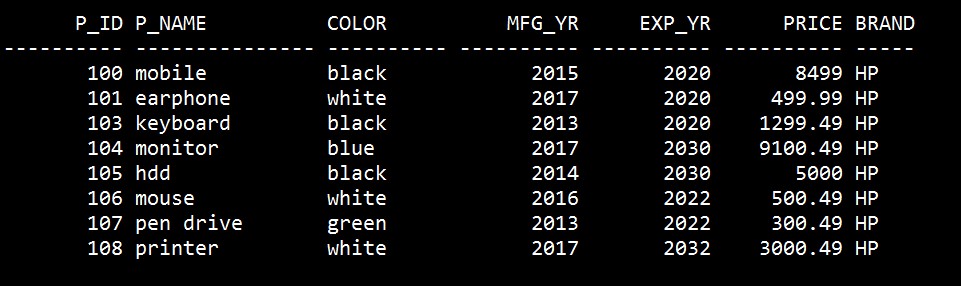 P_ID P_NAME COLOR MFG_YR EXP_YR PRICE BRAND
---------- --------------- ---------- ---------- ---------- ---------- -----
100 mobile black 2015 2020 8499 HP
101 earphone white 2017 2020 499.99 HP
103 keyboard black 2013 2020 1299.49 HP
104 monitor blue 2017 2030 9100.49 HP
105 hdd black 2014 2030 5000 HP
106 mouse white 2016 2022 500.49 HP
107 pen drive green 2013 2022 300.49 HP
108 printer white 2017 2032 3000.49 HP